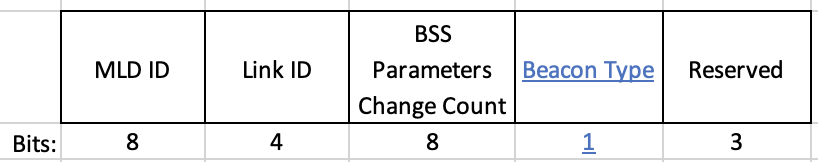 MLD ID Link ID BSS Parameters Change Count Beacon Type Reserved
Bits: 8 4 8 1 3